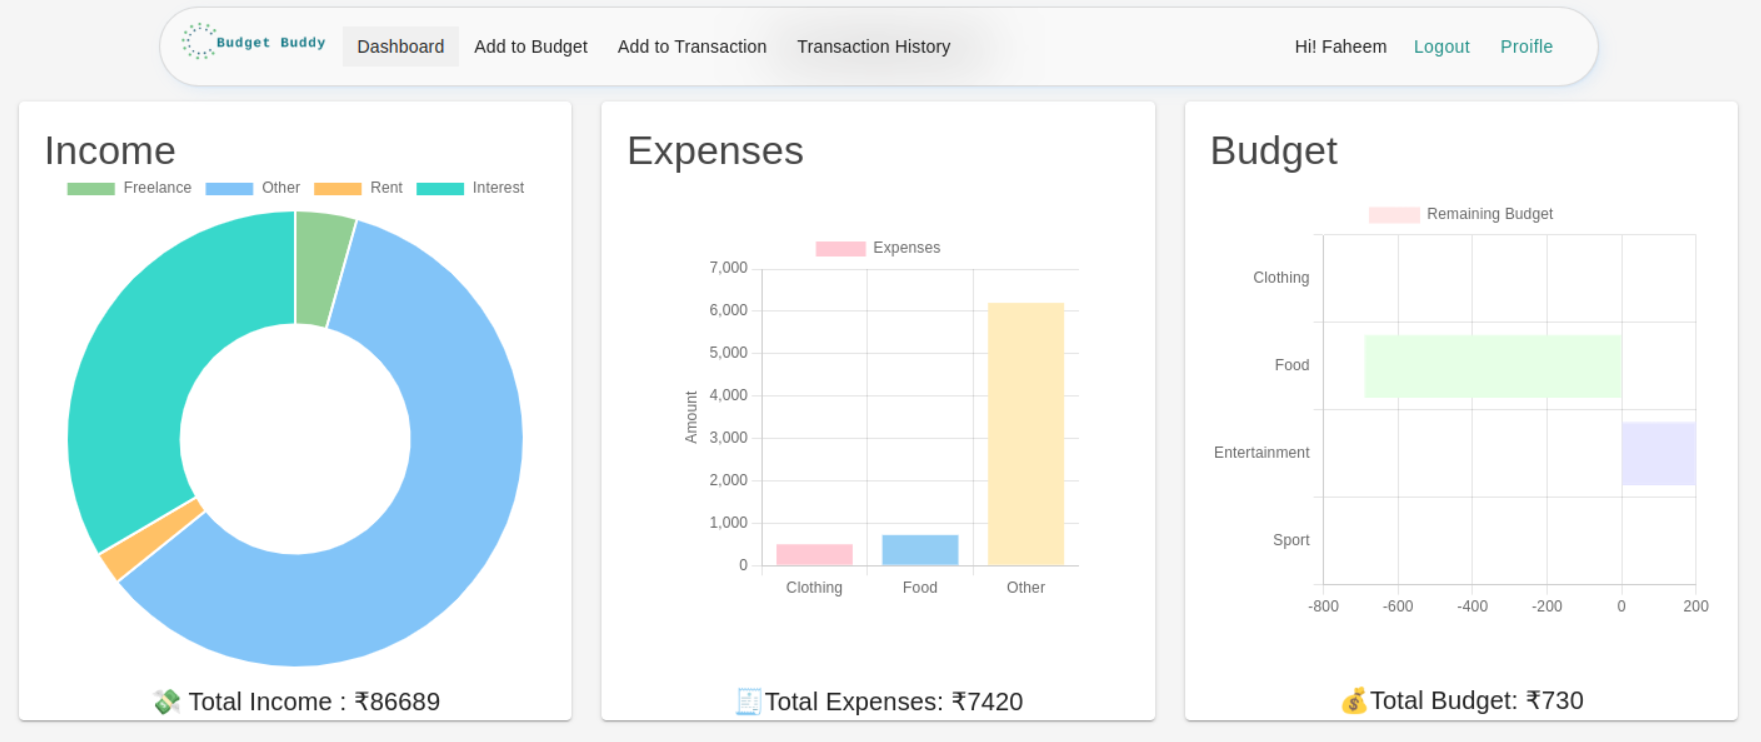 Budget Buddy Dashboard Add to Budget Add to Transaction Transaction History Hi! Faheem Logout Proifle
Income
Freelance Other Rent Interest
💸 Total Income : ₹86689
Expenses
Expenses
7,000
6,000
5,000
4,000
3,000
2,000
1,000
0
Amount
Clothing Food Other
🧾Total Expenses: ₹7420
Budget
Remaining Budget
Clothing
Food
Entertainment
Sport
-800 -600 -400 -200 0 200
💰Total Budget: ₹730